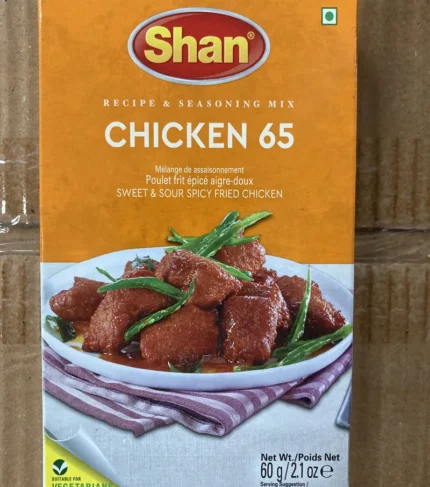 Shan®
RECIPE & SEASONING MIX
CHICKEN 65
Mélange de assaisonnement
Poulet frit épicé aigre-doux
SWEET & SOUR SPICY FRIED CHICKEN
Net Wt./Poids Net
60 g/2.1 oz e
Serving Suggestion /
SUITABLE FOR
VEGETARIANS